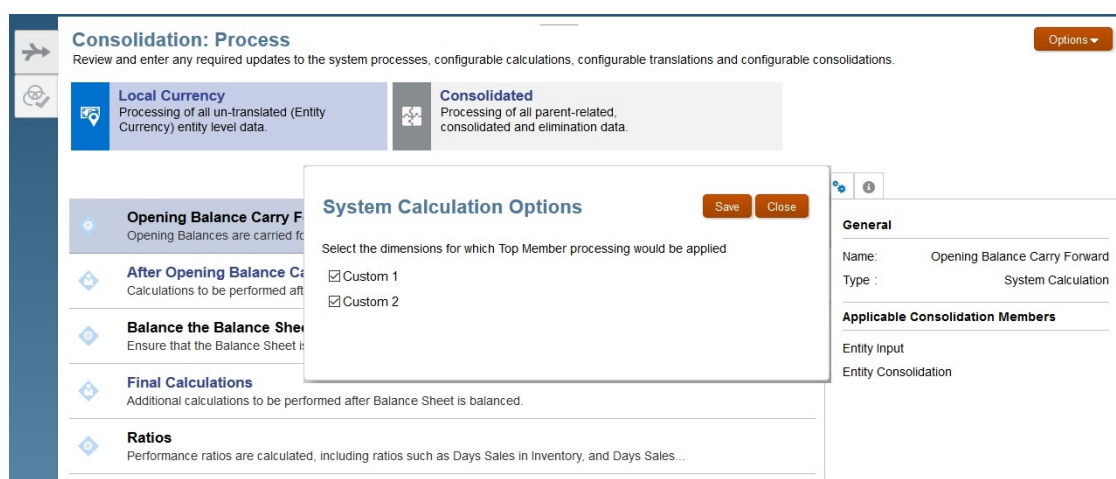 Consolidation: Process
Options
Review and enter any required updates to the system processes, configurable calculations, configurable translations and configurable consolidations.
Local Currency
Processing of all un-translated (Entity
Currency) entity level data.
Consolidated
Processing of all parent-related,
consolidated and elimination data.
System Calculation Options
Save
Close
Select the dimensions for which Top Member processing would be applied
Custom 1
Custom 2
Opening Balance Carry F
Opening Balances are carried fo
After Opening Balance Ca
Calculations to be performed aft
Balance the Balance She
Ensure that the Balance Sheet is
Final Calculations
Additional calculations to be performed after Balance Sheet is balanced.
Ratios
Performance ratios are calculated, including ratios such as Days Sales in Inventory, and Days Sales...
General
Name: Opening Balance Carry Forward
Type : System Calculation
Applicable Consolidation Members
Entity Input
Entity Consolidation